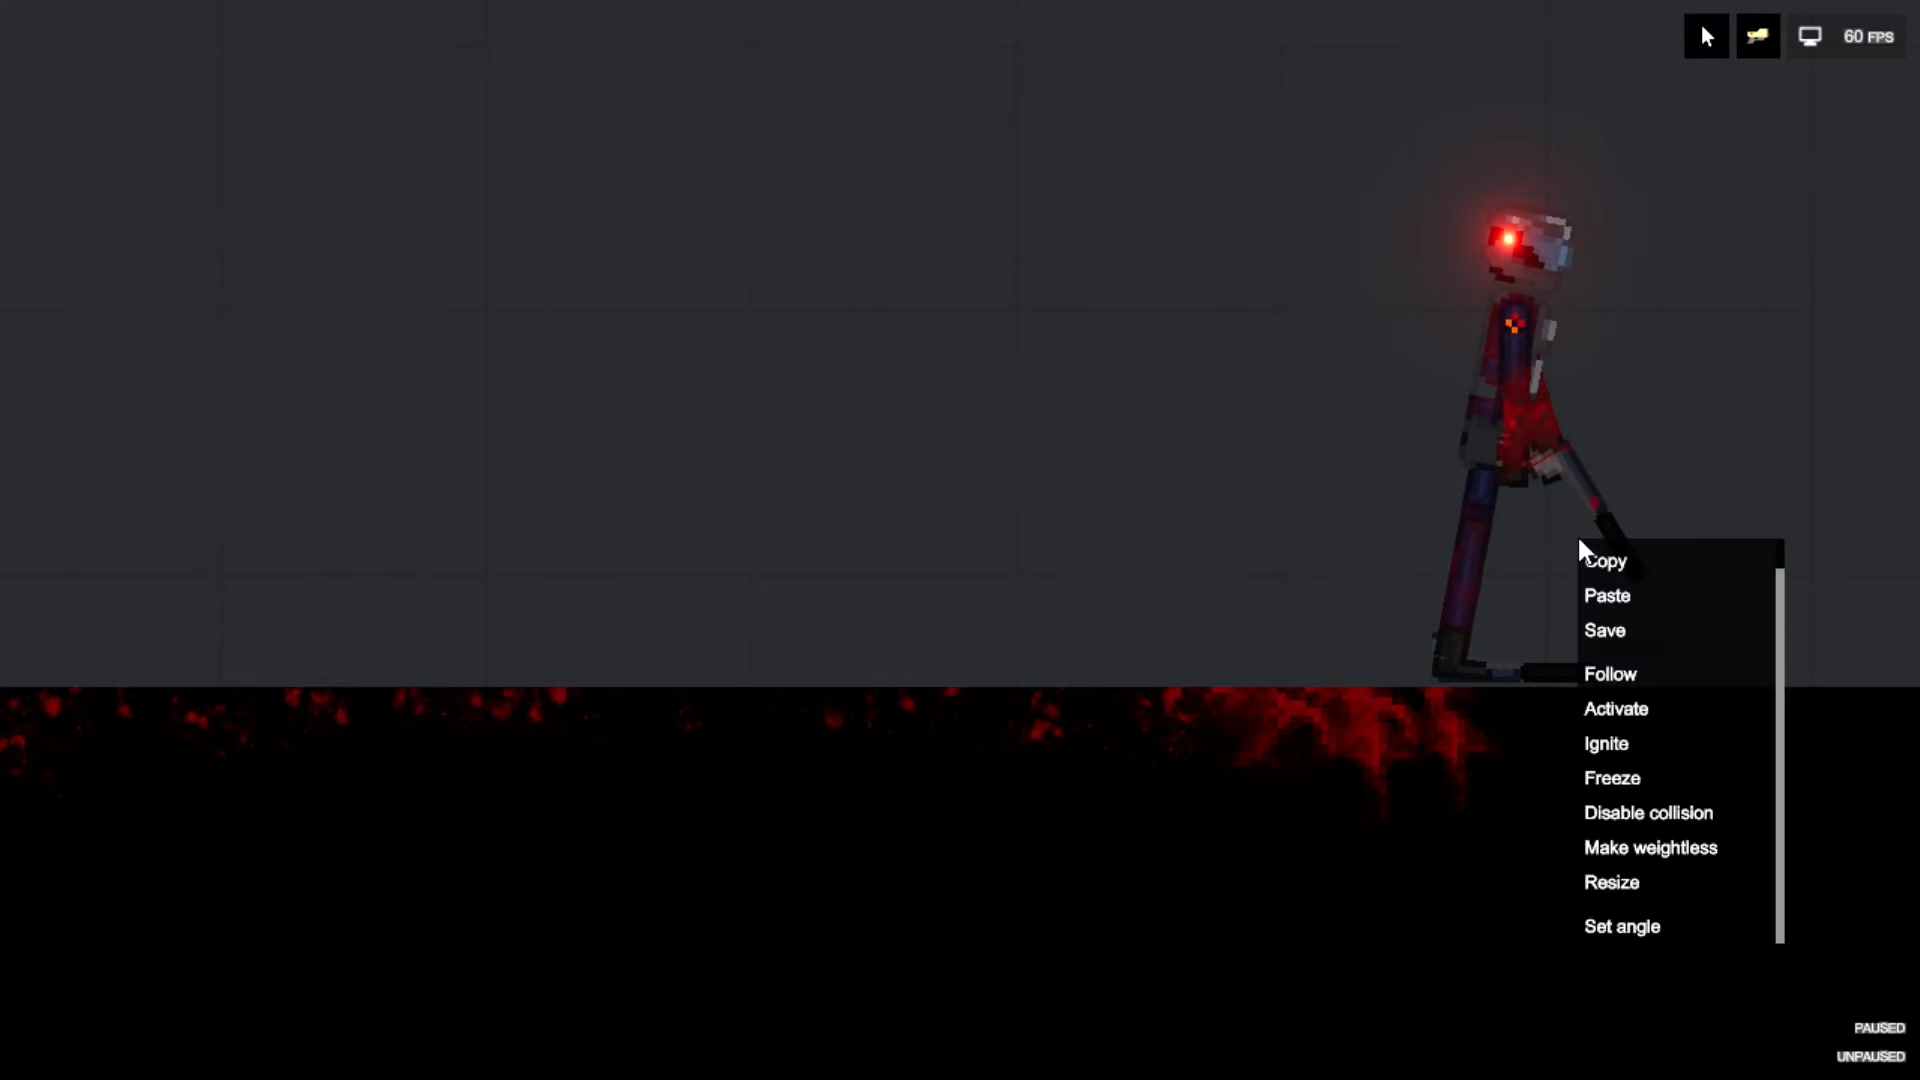 60 FPS
Copy
Paste
Save
Follow
Activate
Ignite
Freeze
Disable collision
Make weightless
Resize
Set angle
PAUSED
UNPAUSED